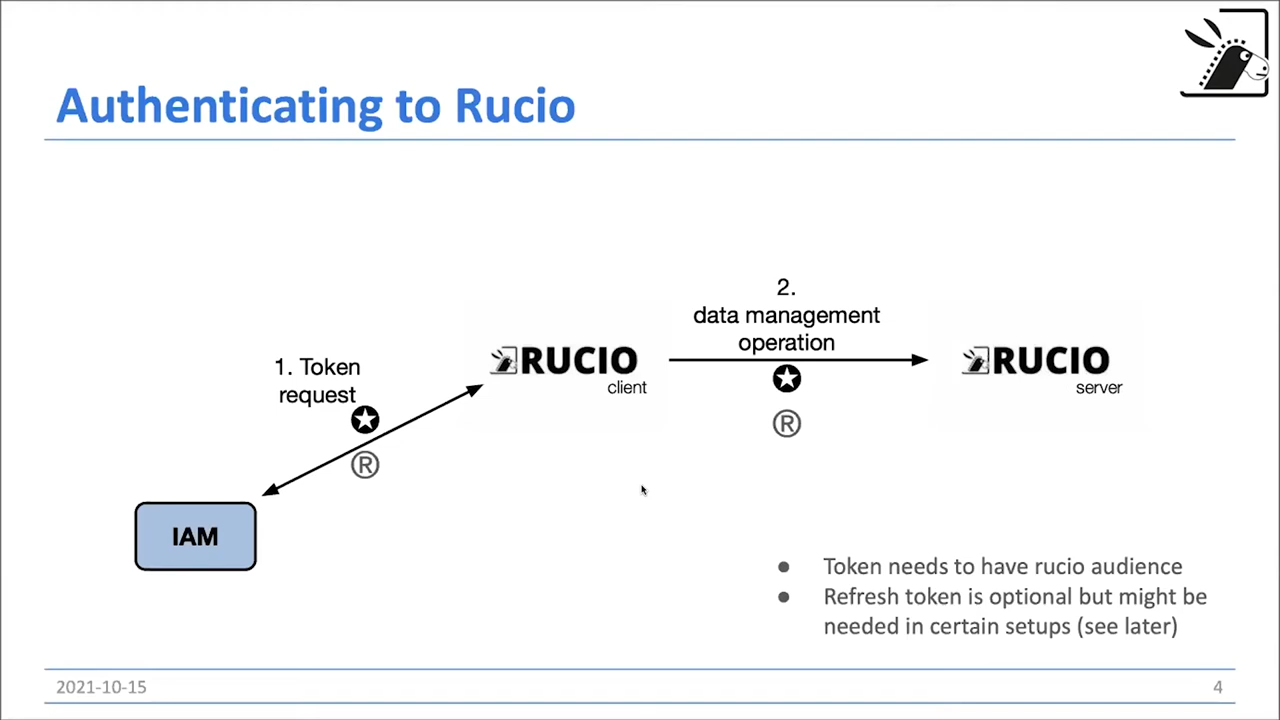 Authenticating to Rucio
2.
data management
operation
1. Token
request
RUCIO
client
RUCIO
server
®
®
IAM
● Token needs to have rucio audience
● Refresh token is optional but might be
needed in certain setups (see later)
2021-10-15
4